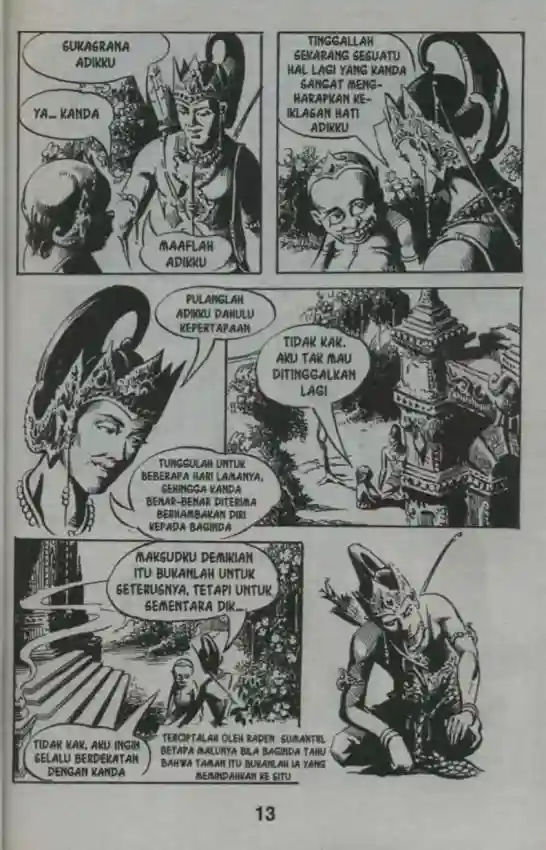 SUKASRANA
ADIKKU
YA... KANDA
MAAFLAH
ADIKKU
TINGGALLAH
SEKARANG SESUATU
HAL LAGI YANG KANDA
SANGAT MENG-
HARAPKAN KE-
IKLASAN HATI
ADIKKU
PULANGLAH
ADIKKU DAHULU
KEPERTAPAAN
TUNGGULAH UNTUK
BEBERAPA HARI LAMANYA,
SEHINGGA KANDA
BENAR-BENAR DITERIMA
BERHAMBAKAN DIRI
KEPADA BAGINDA
TIDAK KAK.
AKU TAK MAU
DITINGGALKAN
LAGI
MAKSUDKU DEMIKIAN
ITU BUKANLAH UNTUK
SETERUSNYA, TETAPI UNTUK
SEMENTARA DIK...
TIDAK KAK, AKU INGIN
SELALU BERDEKATAN
DENGAN KANDA
TERCIPTALAH OLEH RADEN SUMANTRI,
BETAPA MALUNYA BILA BAGINDA TAHU
BAHWA TAMAN ITU BUKANLAH IA YANG
MEMINDAHKAN KE SITU
13